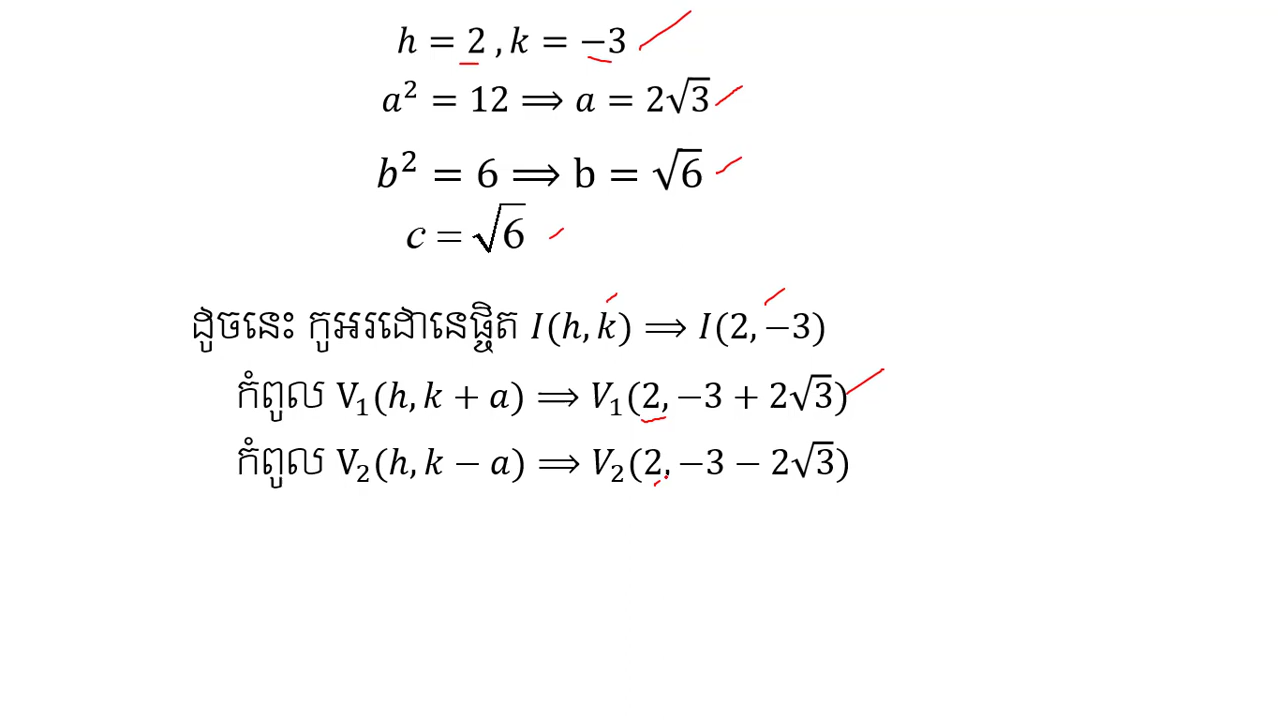 h = 2 , k = −3
a² = 12 ⟹ a = 2√3
b² = 6 ⟹ b = √6
c = √6
ដូចនេះ កូអរដោនេផ្ចិត I(h, k) ⟹ I(2, −3)
កំពូល V₁(h, k + a) ⟹ V₁(2, −3 + 2√3)
កំពូល V₂(h, k − a) ⟹ V₂(2, −3 − 2√3)